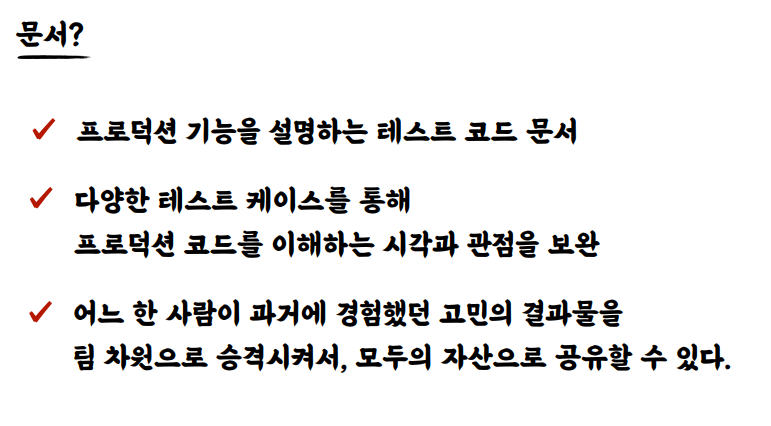 문서?
프로덕션 기능을 설명하는 테스트 코드 문서
다양한 테스트 케이스를 통해
프로덕션 코드를 이해하는 시각과 관점을 보완
어느 한 사람이 과거에 경험했던 고민의 결과물을
팀 차원으로 승격시켜서, 모두의 자산으로 공유할 수 있다.